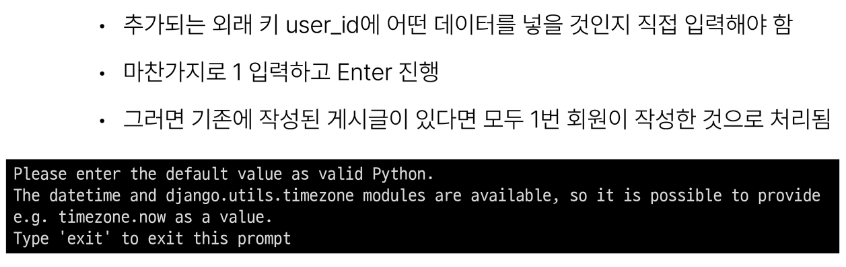 • 추가되는 외래 키 user_id에 어떤 데이터를 넣을 것인지 직접 입력해야 함
• 마찬가지로 1 입력하고 Enter 진행
• 그러면 기존에 작성된 게시글이 있다면 모두 1번 회원이 작성한 것으로 처리됨
Please enter the default value as valid Python.
The datetime and django.utils.timezone modules are available, so it is possible to provide
e.g. timezone.now as a value.
Type 'exit' to exit this prompt